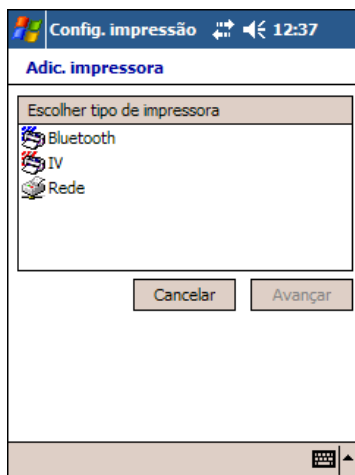 Config. impressão 12:37
Adic. impressora
Escolher tipo de impressora
Bluetooth
IV
Rede
Cancelar Avançar